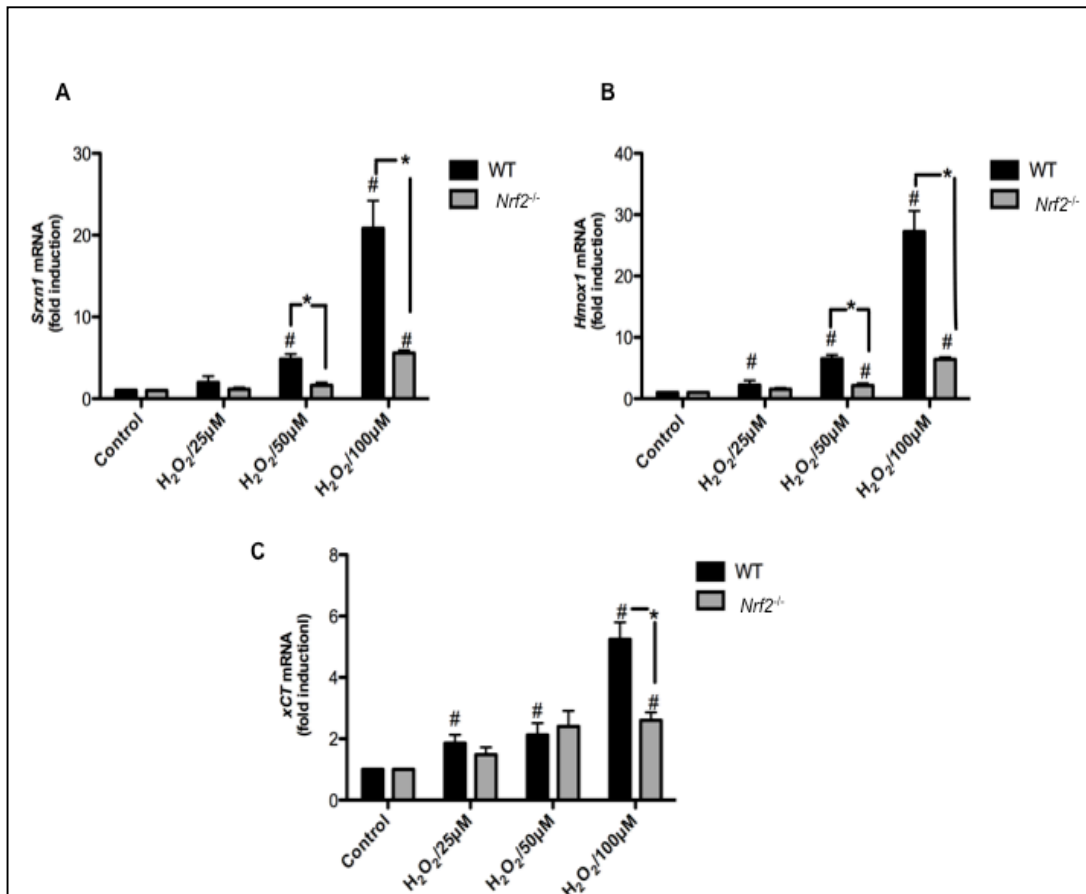 A
Srxn1 mRNA
(fold induction)
30
20
10
0
#
*
#
*
#
#
WT
Nrf2-/-
Control
H₂O₂/25µM
H₂O₂/50µM
H₂O₂/100µM
B
Hmox1 mRNA
(fold induction)
40
30
20
10
0
#
#
*
#
#
*
#
WT
Nrf2-/-
Control
H₂O₂/25µM
H₂O₂/50µM
H₂O₂/100µM
C
xCT mRNA
(fold inductionl)
8
6
4
2
0
#
#
#
*
#
WT
Nrf2-/-
Control
H₂O₂/25µM
H₂O₂/50µM
H₂O₂/100µM